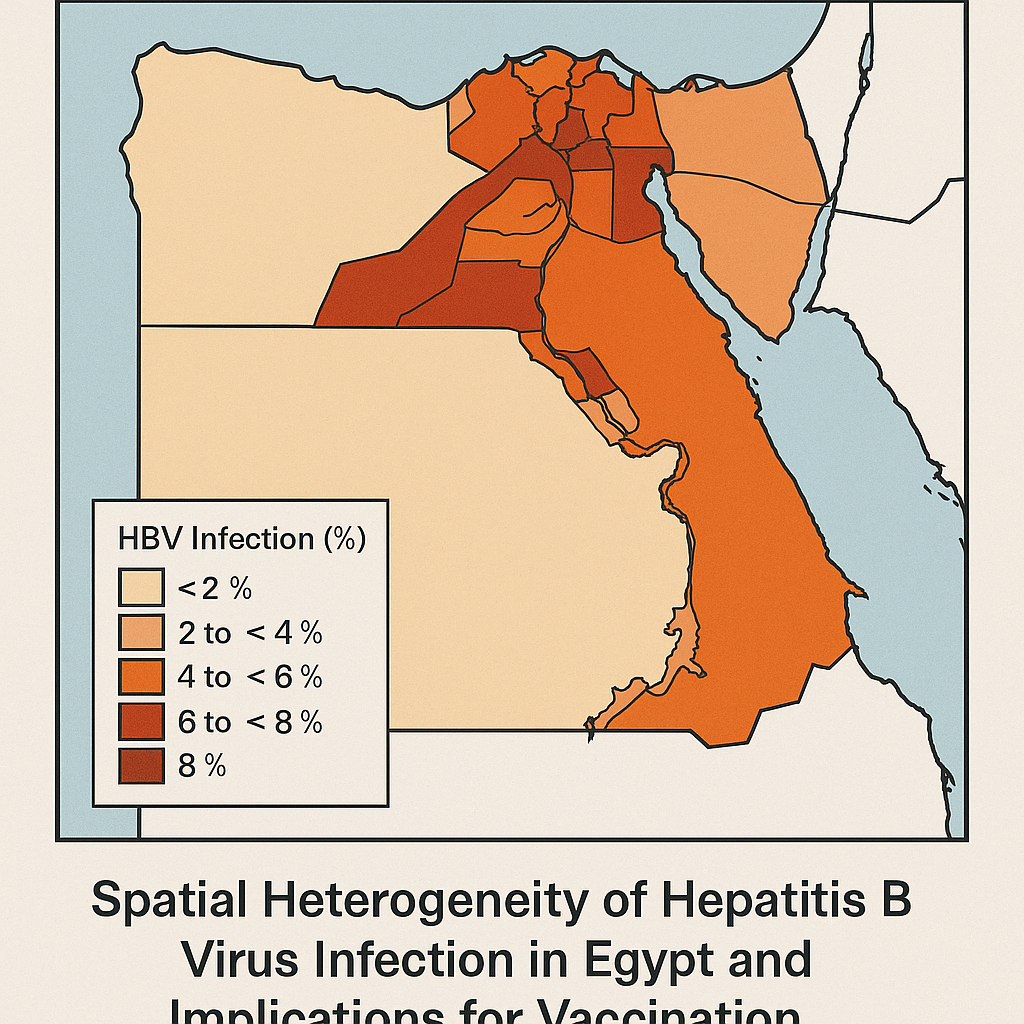 HBV Infection (%)
< 2 %
2 to < 4 %
4 to < 6 %
6 to < 8 %
8 %
Spatial Heterogeneity of Hepatitis B
Virus Infection in Egypt and
Implications for Vaccination